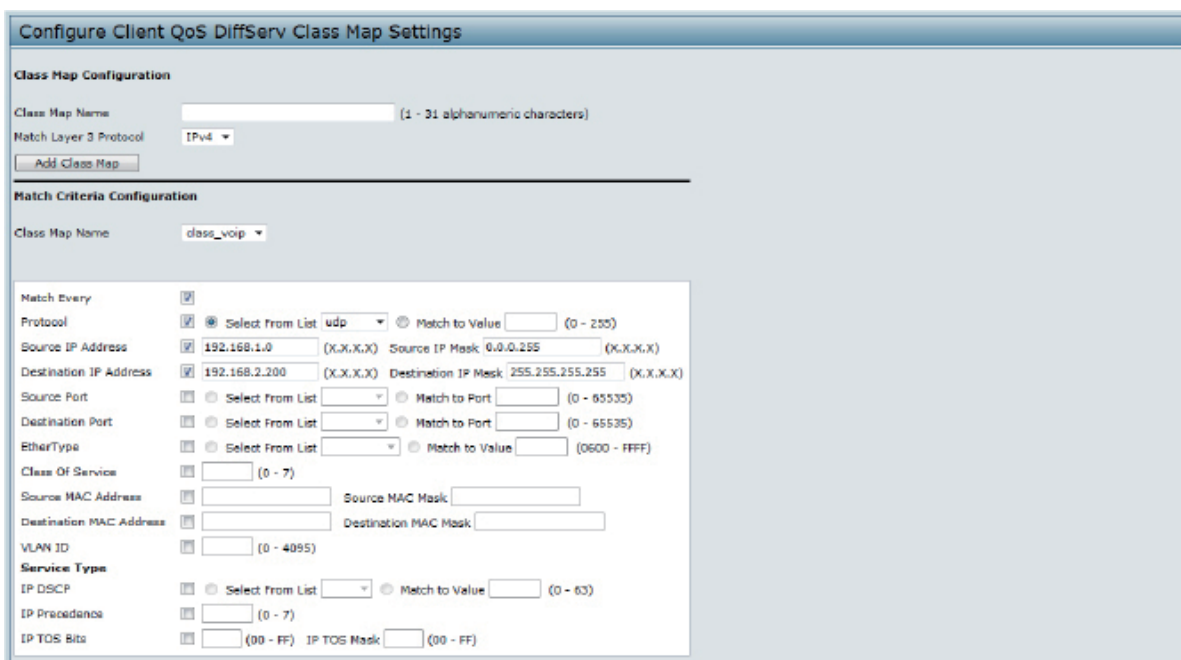 Configure Client QoS DiffServ Class Map Settings
Class Map Configuration
Class Map Name (1 - 31 alphanumeric characters)
Match Layer 3 Protocol IPv4
Add Class Map
Match Criteria Configuration
Class Map Name class_voip
Match Every
Protocol Select From List udp Match to Value (0 - 255)
Source IP Address 192.168.1.0 (X.X.X.X) Source IP Mask 0.0.0.255 (X.X.X.X)
Destination IP Address 192.168.2.200 (X.X.X.X) Destination IP Mask 255.255.255.255 (X.X.X.X)
Source Port Select From List Match to Port (0 - 65535)
Destination Port Select From List Match to Port (0 - 65535)
EtherType Select From List Match to Value (0600 - FFFF)
Class Of Service (0 - 7)
Source MAC Address Source MAC Mask
Destination MAC Address Destination MAC Mask
VLAN ID (0 - 4095)
Service Type
IP DSCP Select From List Match to Value (0 - 63)
IP Precedence (0 - 7)
IP TOS Bits (00 - FF) IP TOS Mask (00 - FF)